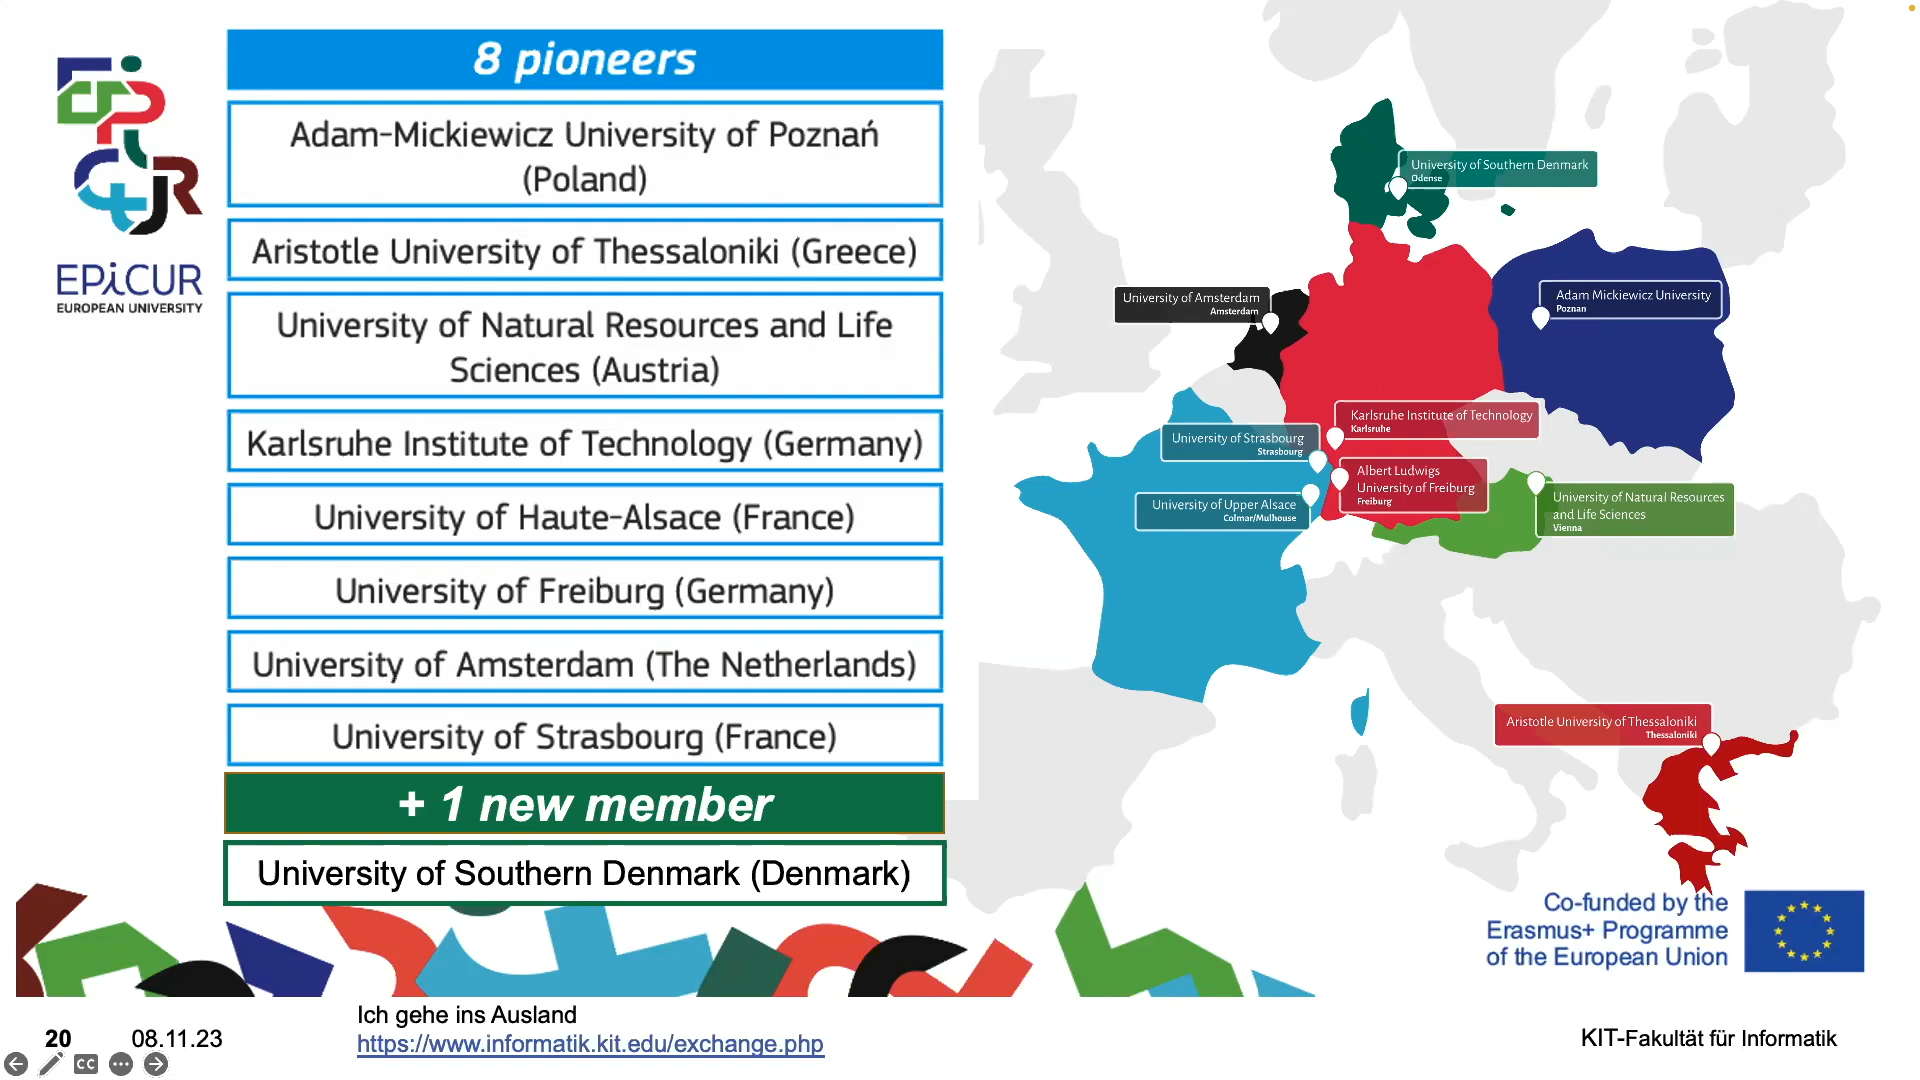 EPiCUR
EUROPEAN UNIVERSITY
8 pioneers
Adam-Mickiewicz University of Poznań
(Poland)
Aristotle University of Thessaloniki (Greece)
University of Natural Resources and Life
Sciences (Austria)
Karlsruhe Institute of Technology (Germany)
University of Haute-Alsace (France)
University of Freiburg (Germany)
University of Amsterdam (The Netherlands)
University of Strasbourg (France)
+ 1 new member
University of Southern Denmark (Denmark)
University of Southern Denmark
Odense
University of Amsterdam
Amsterdam
Adam Mickiewicz University
Poznan
Karlsruhe Institute of Technology
Karlsruhe
University of Strasbourg
Strasbourg
Albert Ludwigs
University of Freiburg
Freiburg
University of Upper Alsace
Colmar/Mulhouse
University of Natural Resources
and Life Sciences
Vienna
Aristotle University of Thessaloniki
Thessaloniki
Co-funded by the
Erasmus+ Programme
of the European Union
20
08.11.23
Ich gehe ins Ausland
https://www.informatik.kit.edu/exchange.php
KIT-Fakultät für Informatik
CC